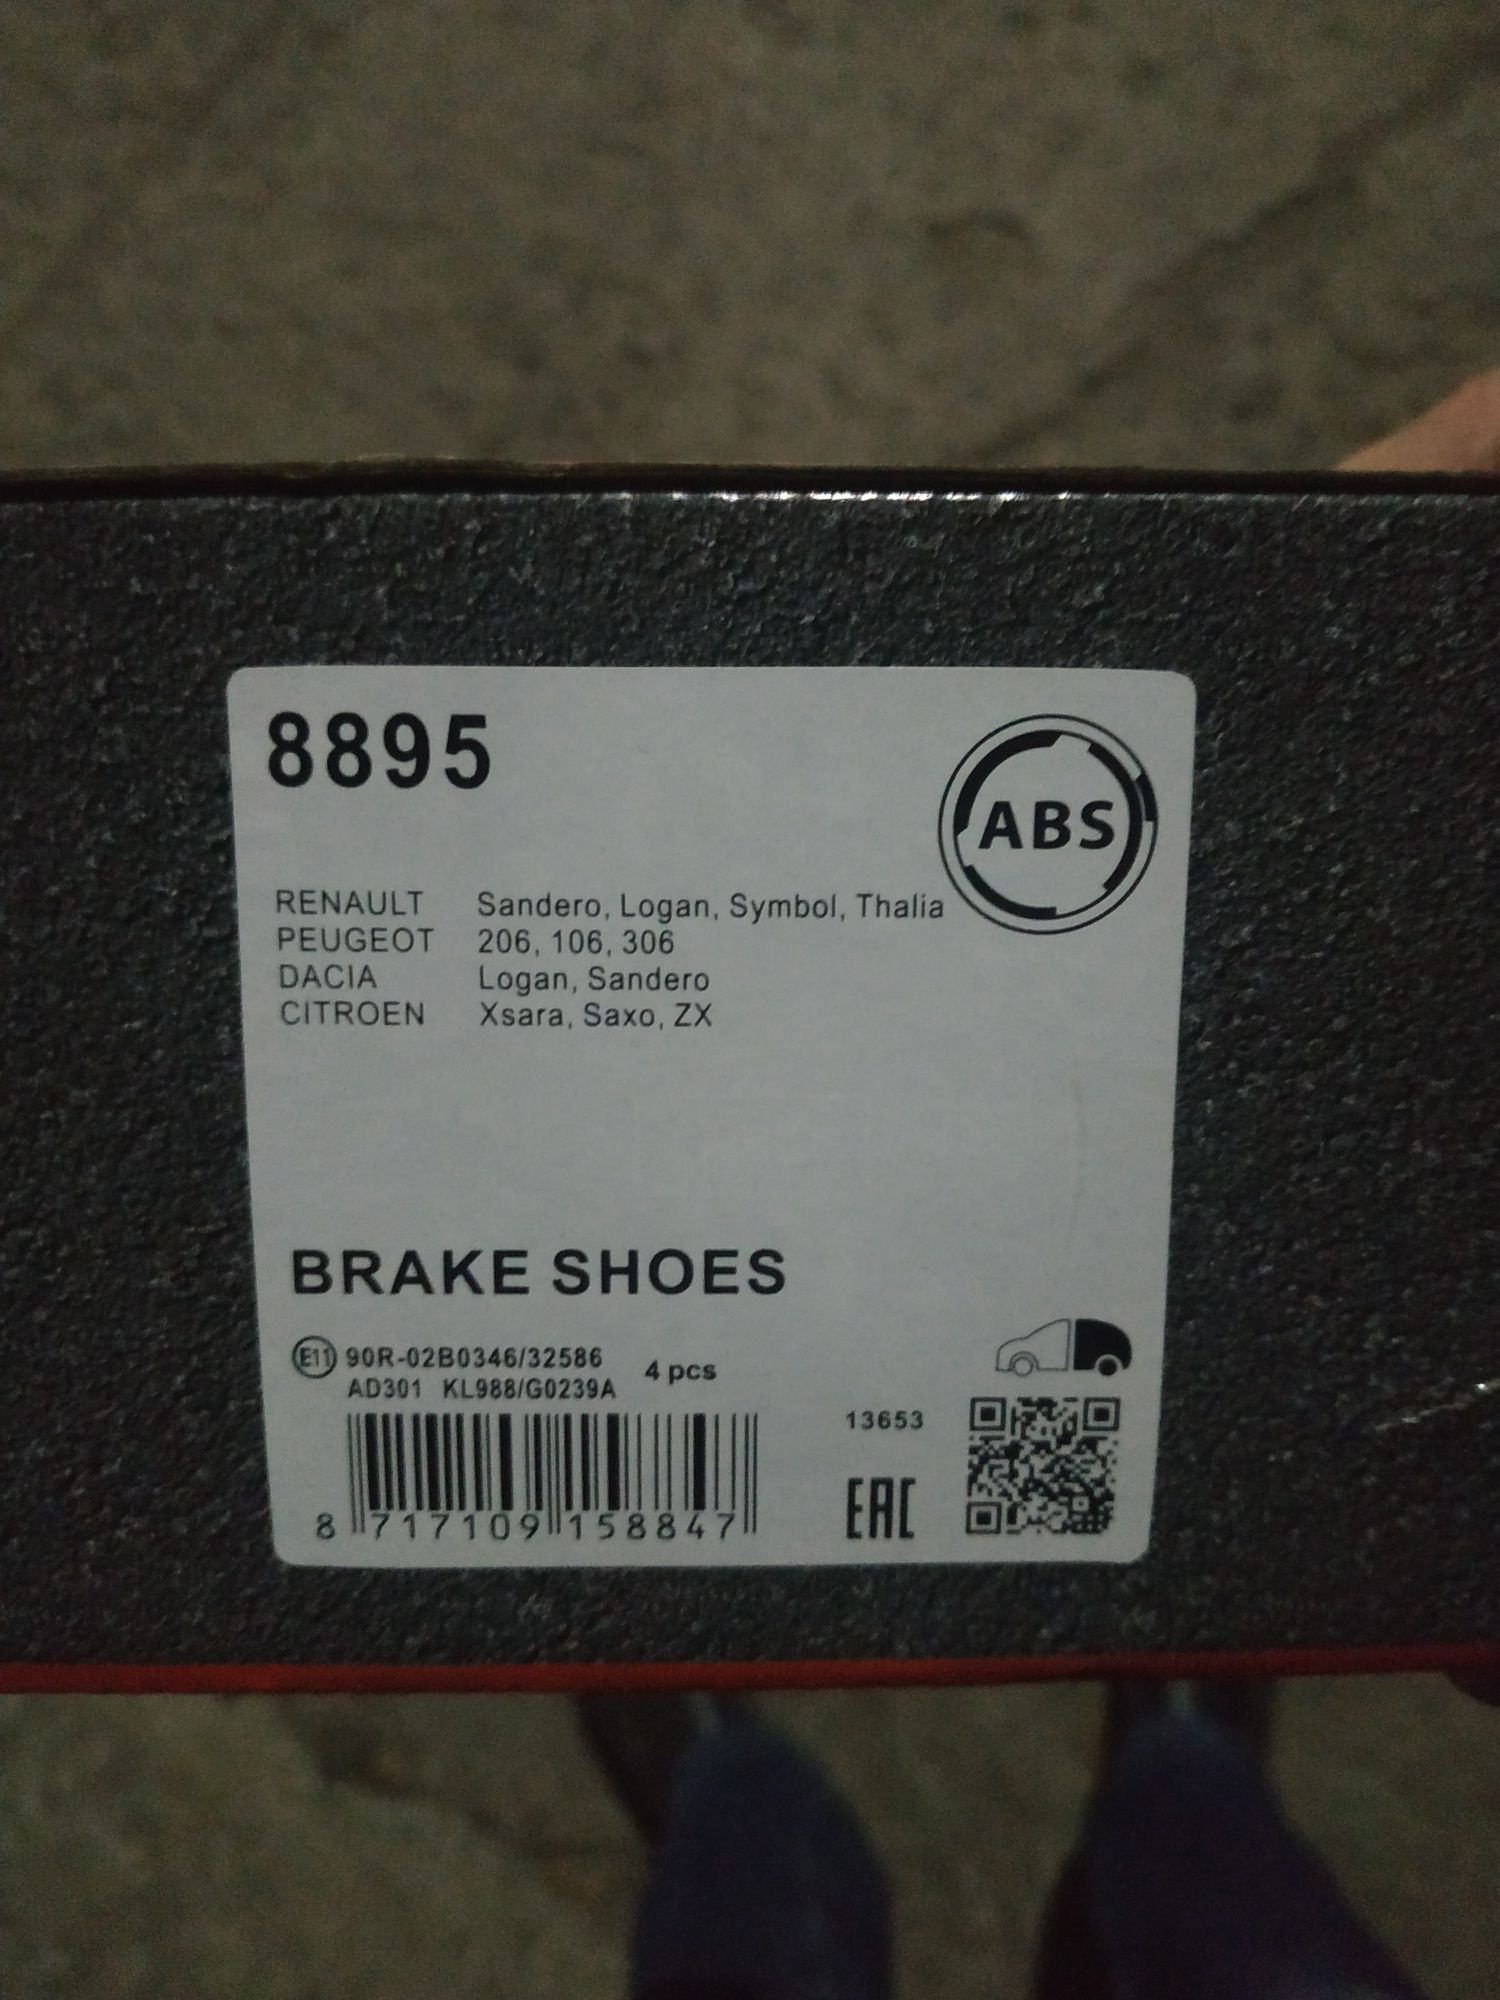 8895
ABS
RENAULT Sandero, Logan, Symbol, Thalia
PEUGEOT 206, 106, 306
DACIA Logan, Sandero
CITROEN Xsara, Saxo, ZX
BRAKE SHOES
E11 90R-02B0346/32586 4 pcs
AD301 KL988/G0239A
13653
EAC
8 717109 158847